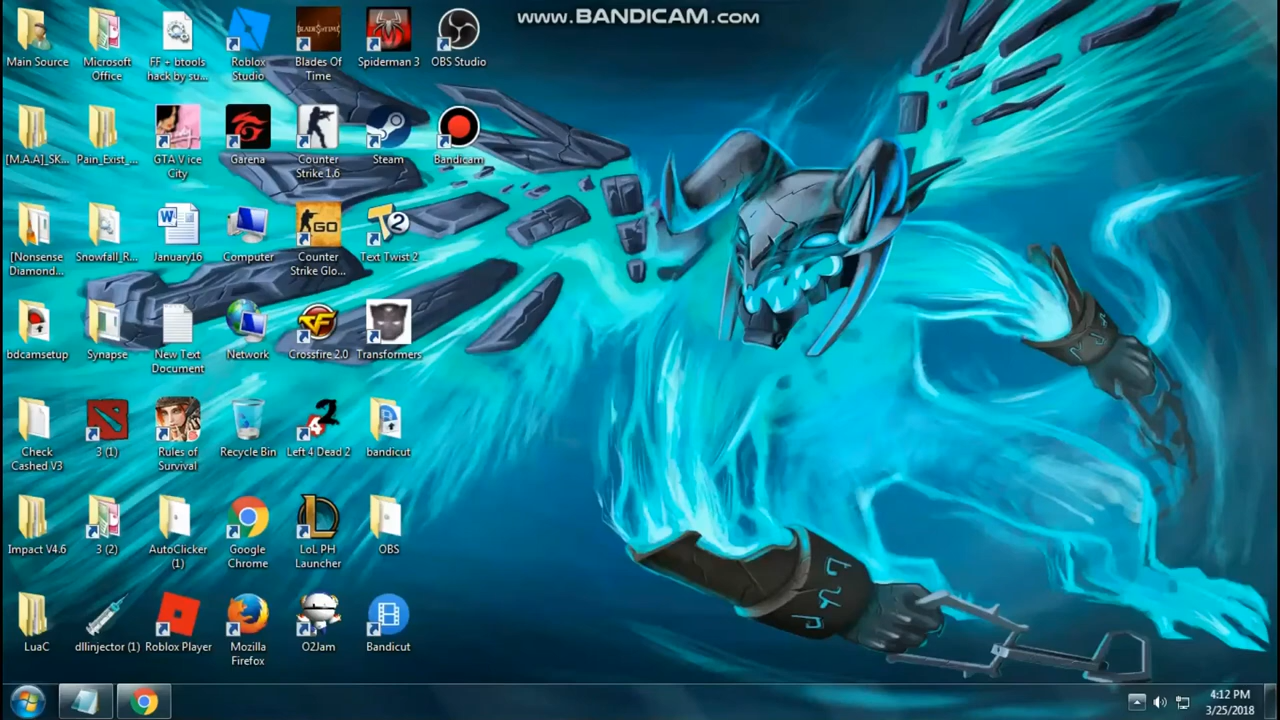 www.BANDICAM.com
Main Source
Microsoft
Office
FF + btools
hack by su...
Roblox
Studio
Blades Of
Time
Spiderman 3
OBS Studio
[M.A.A]_SK...
Pain_Exist_...
GTA V ice
City
Garena
Counter
Strike 1.6
Steam
Bandicam
[Nonsense
Diamond...
Snowfall_R...
January16
Computer
GO
Counter
Strike Glo...
Text Twist 2
bdcamsetup
Synapse
New Text
Document
Network
Crossfire 2.0
Transformers
Check
Cashed V3
3 (1)
Rules of
Survival
Recycle Bin
Left 4 Dead 2
bandicut
Impact V4.6
3 (2)
AutoClicker
(1)
Google
Chrome
LoL PH
Launcher
OBS
LuaC
dllinjector (1)
Roblox Player
Mozilla
Firefox
O2Jam
Bandicut
4:12 PM
3/25/2018